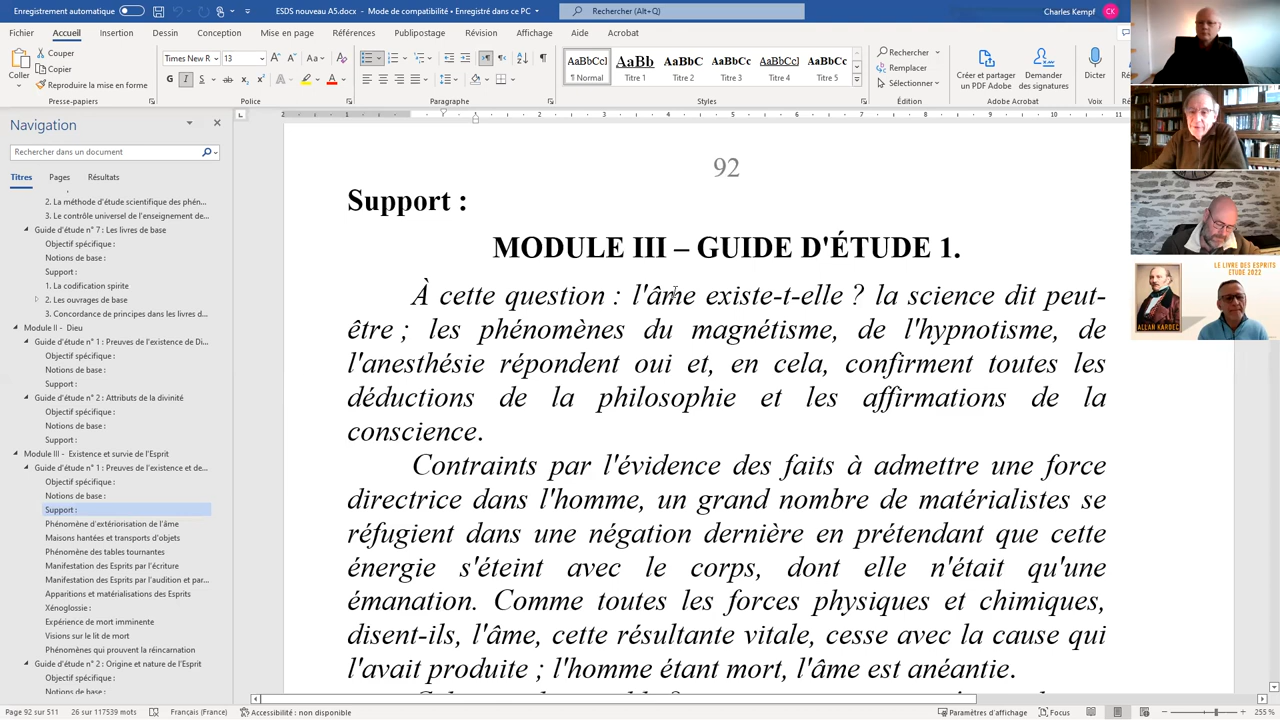 Enregistrement automatique
ESDS nouveau A5.docx - Mode de compatibilité • Enregistré dans ce PC
Rechercher (Alt+Q)
Charles Kempf
CK
Fichier Accueil Insertion Dessin Conception Mise en page Références Publipostage Révision Affichage Aide Acrobat
Coller
Couper
Copier
Reproduire la mise en forme
Times New R 13
G I S
AaBbCcI AaBb AaBbC AaBbCc AaBbCcI AaBbCc
¶ Normal Titre 1 Titre 2 Titre 3 Titre 4 Titre 5
Rechercher
Remplacer
Sélectionner
Créer et partager
un PDF Adobe
Demander
des signatures
Dicter
Presse-papiers Police Paragraphe Styles Édition Adobe Acrobat Voix
Navigation
Rechercher dans un document
Titres Pages Résultats
2. La méthode d'étude scientifique des phén...
3. Le contrôle universel de l'enseignement de...
Guide d'étude n° 7 : Les livres de base
Objectif spécifique :
Notions de base :
Support :
1. La codification spirite
2. Les ouvrages de base
3. Concordance de principes dans les livres d...
Module II - Dieu
Guide d'étude n° 1 : Preuves de l'existence de Di...
Objectif spécifique :
Notions de base :
Support :
Guide d'étude n° 2 : Attributs de la divinité
Objectif spécifique :
Notions de base :
Support :
Module III - Existence et survie de l'Esprit
Guide d'étude n° 1 : Preuves de l'existence et de...
Objectif spécifique :
Notions de base :
Support :
Phénomène d'extériorisation de l'âme
Maisons hantées et transports d'objets
Phénomène des tables tournantes
Manifestation des Esprits par l'écriture
Manifestation des Esprits par l'audition et par...
Apparitions et matérialisations des Esprits
Xénoglossie :
Expérience de mort imminente
Visions sur le lit de mort
Phénomènes qui prouvent la réincarnation
Guide d'étude n° 2 : Origine et nature de l'Esprit
Objectif spécifique :
Notions de base :
2 1 1 2 3 4 5 6 7 8 9 10 11
92
Support :
MODULE III – GUIDE D'ÉTUDE 1.
À cette question : l'âme existe-t-elle ? la science dit peut-
être ; les phénomènes du magnétisme, de l'hypnotisme, de
l'anesthésie répondent oui et, en cela, confirment toutes les
déductions de la philosophie et les affirmations de la
conscience.
Contraints par l'évidence des faits à admettre une force
directrice dans l'homme, un grand nombre de matérialistes se
réfugient dans une négation dernière en prétendant que cette
énergie s'éteint avec le corps, dont elle n'était qu'une
émanation. Comme toutes les forces physiques et chimiques,
disent-ils, l'âme, cette résultante vitale, cesse avec la cause qui
l'avait produite ; l'homme étant mort, l'âme est anéantie.
LE LIVRE DES ESPRITS
ETUDE 2022
ALLAN KARDEC
Page 92 sur 511 26 sur 117539 mots Français (France) Accessibilité : non disponible Paramètres d'affichage Focus 255 %